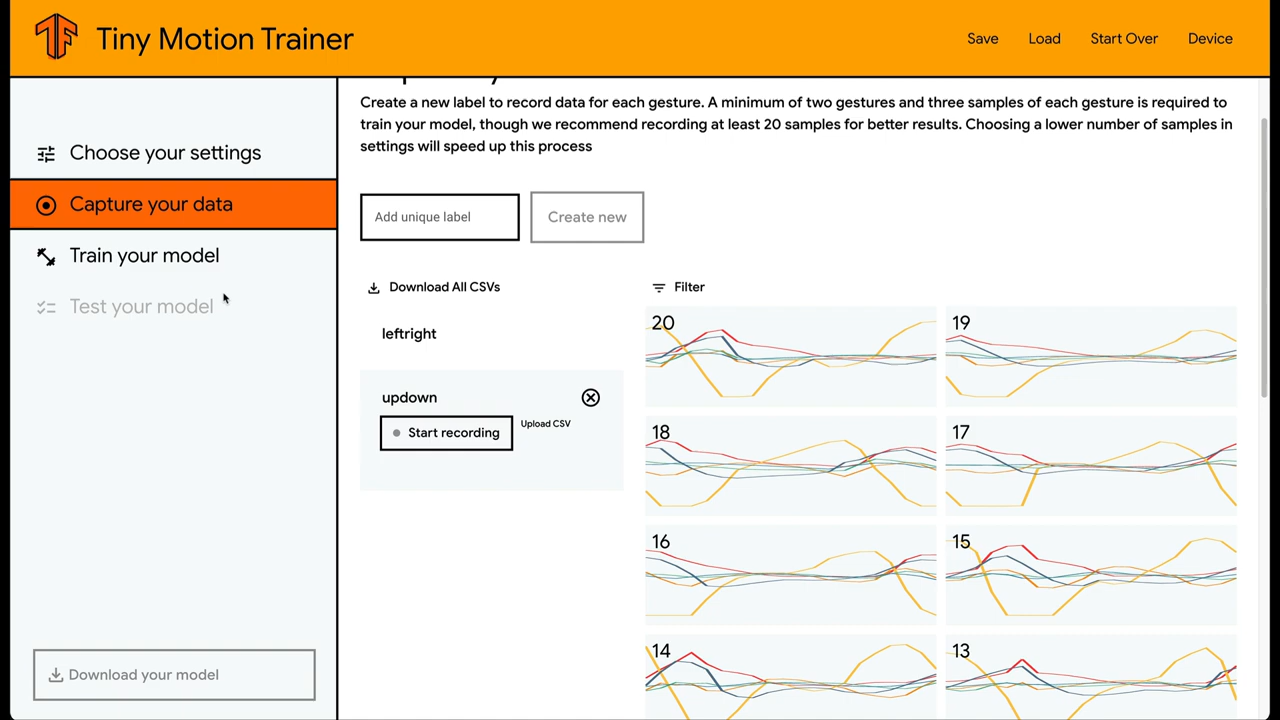 Tiny Motion Trainer
Save
Load
Start Over
Device
Choose your settings
Capture your data
Train your model
Test your model
Download your model
Create a new label to record data for each gesture. A minimum of two gestures and three samples of each gesture is required to
train your model, though we recommend recording at least 20 samples for better results. Choosing a lower number of samples in
settings will speed up this process
Add unique label
Create new
Download All CSVs
leftright
updown
Start recording
Upload CSV
Filter
20
19
18
17
16
15
14
13